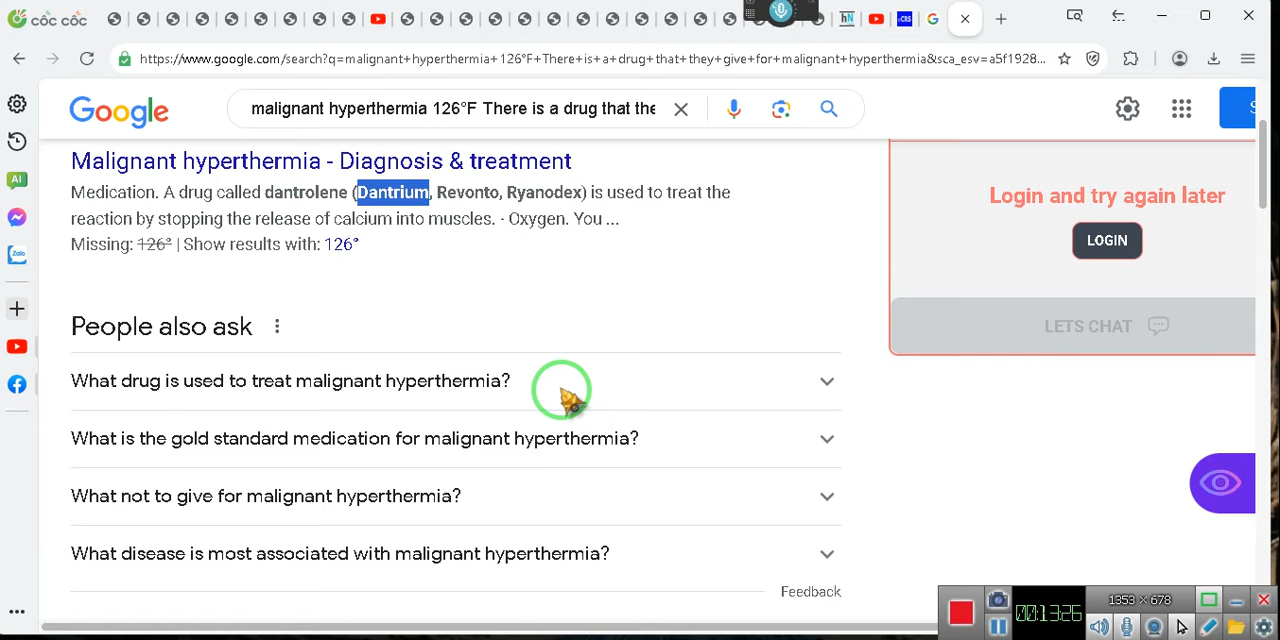 cốc cốc
hN
CRS
https://www.google.com/search?q=malignant+hyperthermia+126°F+There+is+a+drug+that+they+give+for+malignant+hyperthermia&sca_esv=a5f1928...
Google
malignant hyperthermia 126°F There is a drug that the
S
AI
Zalo
Malignant hyperthermia - Diagnosis & treatment
Medication. A drug called dantrolene (Dantrium, Revonto, Ryanodex) is used to treat the
reaction by stopping the release of calcium into muscles. · Oxygen. You ...
Missing: 126° | Show results with: 126°
Login and try again later
LOGIN
LETS CHAT
People also ask
What drug is used to treat malignant hyperthermia?
What is the gold standard medication for malignant hyperthermia?
What not to give for malignant hyperthermia?
What disease is most associated with malignant hyperthermia?
Feedback
00:13:26
1353 × 678